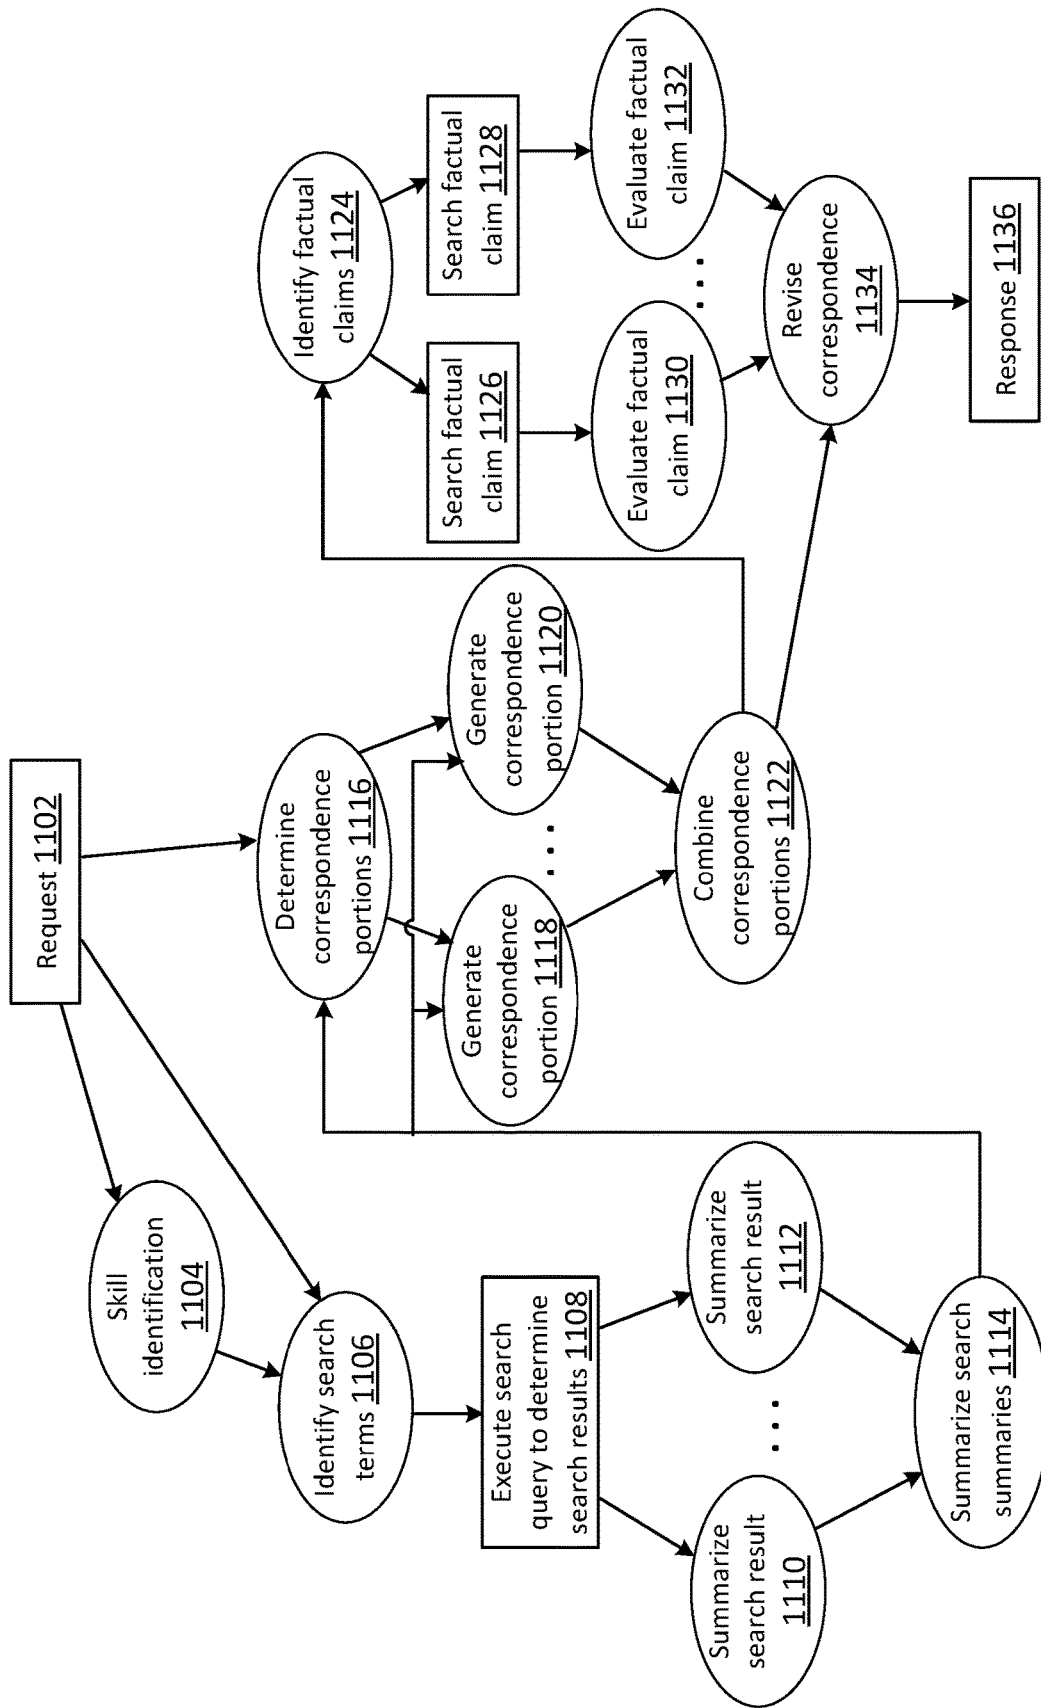 Request 1102
Skill
identification
1104
Identify search
terms 1106
Execute search
query to determine
search results 1108
Summarize
search result
1110
...
Summarize
search result
1112
Summarize search
summaries 1114
Determine
correspondence
portions 1116
Generate
correspondence
portion 1118
...
Generate
correspondence
portion 1120
Combine
correspondence
portions 1122
Identify factual
claims 1124
Search factual
claim 1126
Search factual
claim 1128
Evaluate factual
claim 1130
...
Evaluate factual
claim 1132
Revise
correspondence
1134
Response 1136